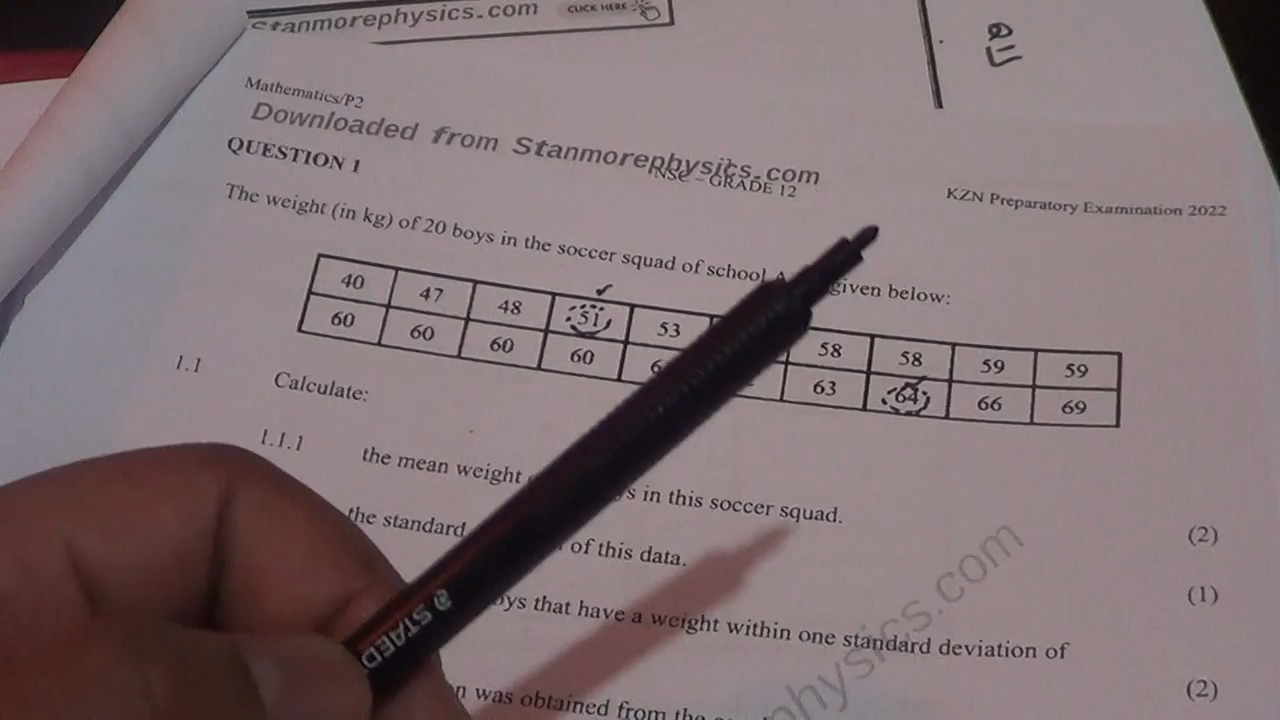 Stanmorephysics.com CLICK HERE
Mathematics/P2
Downloaded from Stanmorephysics.com
NSC – GRADE 12
KZN Preparatory Examination 2022
QUESTION 1
The weight (in kg) of 20 boys in the soccer squad of school given below:
40 47 48 51 53 58 58 59 59
60 60 60 60 63 64 66 69
1.1 Calculate:
1.1.1 the mean weight in this soccer squad. (2)
the standard of this data. (1)
that have a weight within one standard deviation of (2)
was obtained from the
STAED
physics.com